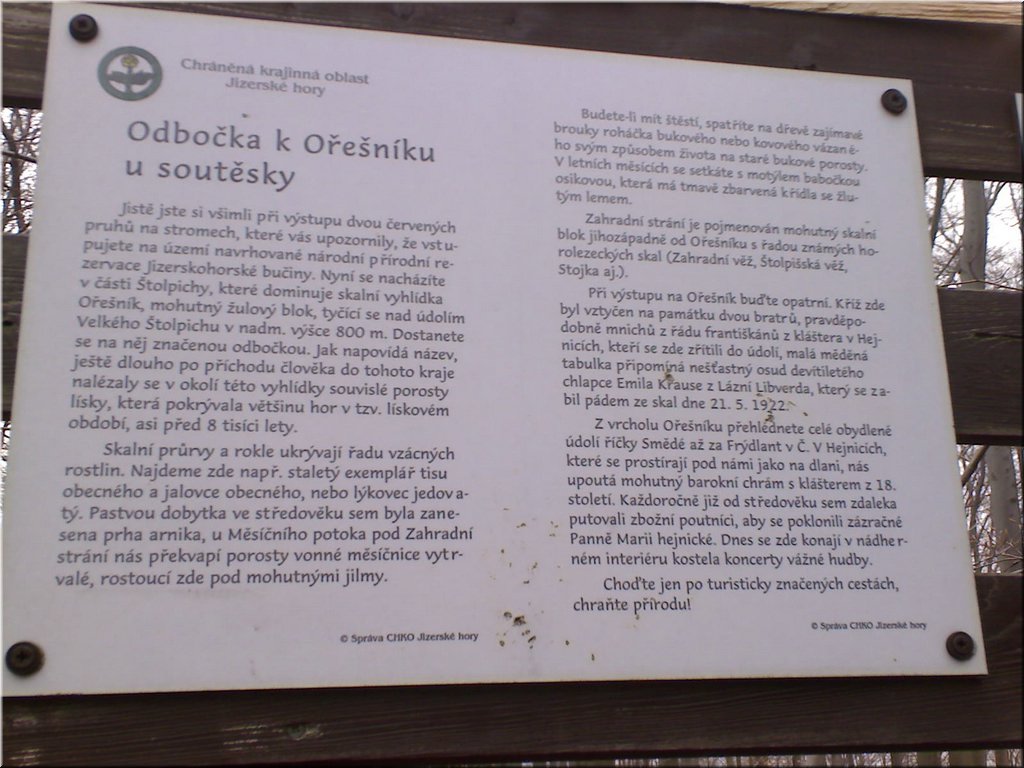 Chráněná krajinná oblast
Jizerské hory
Odbočka k Ořešníku
u soutěsky
Jistě jste si všimli při výstupu dvou červených
pruhů na stromech, které vás upozornily, že vstu-
pujete na území navrhované národní přírodní re-
zervace Jizerskohorské bučiny. Nyní se nacházíte
v části Štolpichy, které dominuje skalní vyhlídka
Ořešník, mohutný žulový blok, tyčící se nad údolím
Velkého Štolpichu v nadm. výšce 800 m. Dostanete
se na něj značenou odbočkou. Jak napovídá název,
ještě dlouho po příchodu člověka do tohoto kraje
nalézaly se v okolí této vyhlídky souvislé porosty
lísky, která pokrývala většinu hor v tzv. lískovém
období, asi před 8 tisíci lety.
Skalní průrvy a rokle ukrývají řadu vzácných
rostlin. Najdeme zde např. staletý exemplář tisu
obecného a jalovce obecného, nebo lýkovec jedova-
tý. Pastvou dobytka ve středověku sem byla zane-
sena prha arnika, u Měsíčního potoka pod Zahradní
strání nás překvapí porosty vonné měsíčnice vytr-
valé, rostoucí zde pod mohutnými jilmy.
© Správa CHKO Jizerské hory
Budete-li mít štěstí, spatříte na dřevě zajímavé
brouky roháčka bukového nebo kovového vázané-
ho svým způsobem života na staré bukové porosty.
V letních měsících se setkáte s motýlem babočkou
osikovou, která má tmavě zbarvená křídla se žlu-
tým lemem.
Zahradní strání je pojmenován mohutný skalní
blok jihozápadně od Ořešníku s řadou známých ho-
rolezeckých skal (Zahradní věž, Štolpišská věž,
Stojka aj.).
Při výstupu na Ořešník buďte opatrní. Kříž zde
byl vztyčen na památku dvou bratrů, pravděpo-
dobně mnichů z řádu františkánů z kláštera v Hej-
nicích, kteří se zde zřítili do údolí, malá měděná
tabulka připomíná nešťastný osud devítiletého
chlapce Emila Krause z Lázní Libverda, který se za-
bil pádem ze skal dne 21. 5. 1922.
Z vrcholu Ořešníku přehlédnete celé obydlené
údolí říčky Smědé až za Frýdlant v Č. V Hejnicích,
které se prostírají pod námi jako na dlani, nás
upoutá mohutný barokní chrám s klášterem z 18.
století. Každoročně již od středověku sem zdaleka
putovali zbožní poutníci, aby se poklonili zázračné
Panně Marii hejnické. Dnes se zde konají v nádher-
ném interiéru kostela koncerty vážné hudby.
Choďte jen po turisticky značených cestách,
chraňte přírodu!
© Správa CHKO Jizerské hory